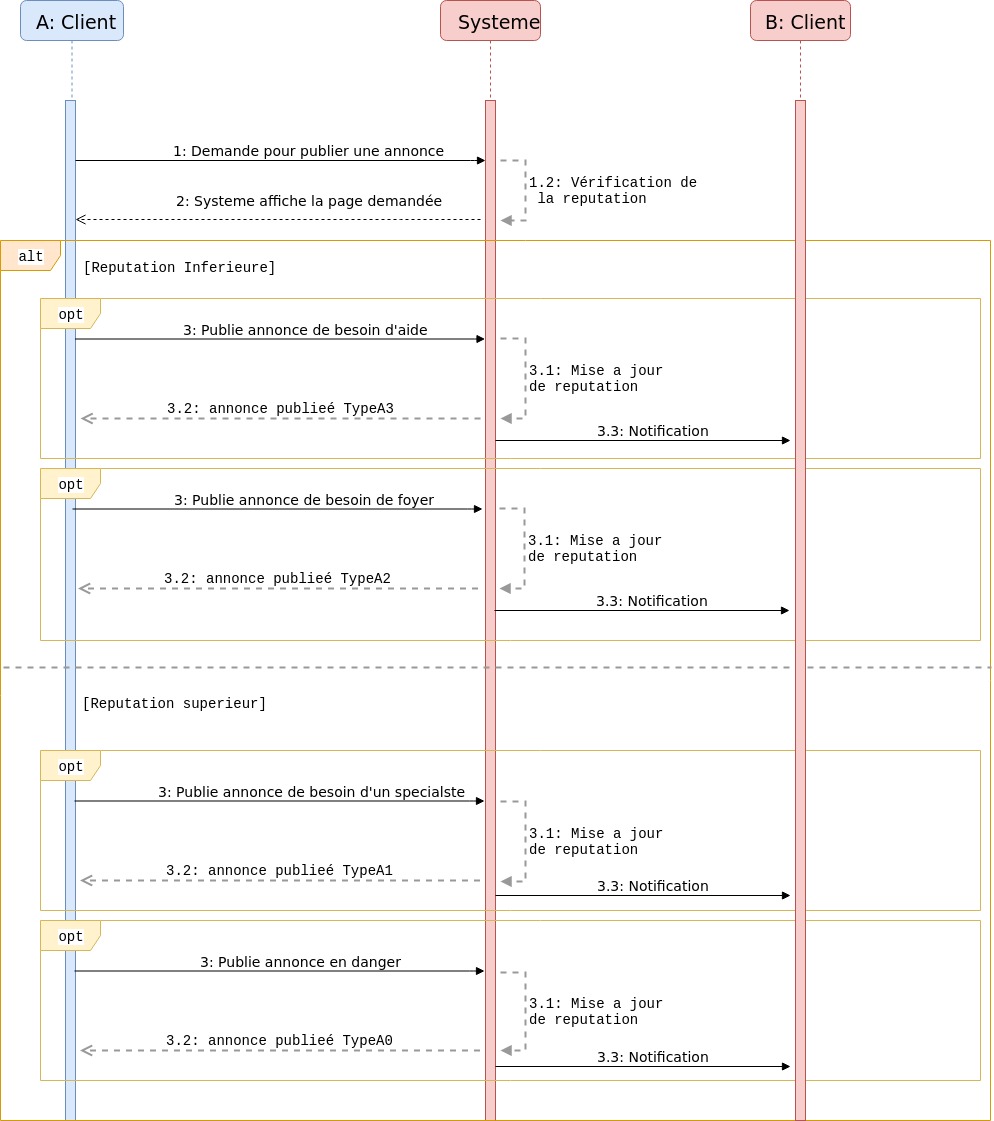 A: Client
Systeme
B: Client
1: Demande pour publier une annonce
1.2: Vérification de
la reputation
2: Systeme affiche la page demandée
alt
[Reputation Inferieure]
opt
3: Publie annonce de besoin d'aide
3.1: Mise a jour
de reputation
3.2: annonce publieé TypeA3
3.3: Notification
opt
3: Publie annonce de besoin de foyer
3.1: Mise a jour
de reputation
3.2: annonce publieé TypeA2
3.3: Notification
[Reputation superieur]
opt
3: Publie annonce de besoin d'un specialste
3.1: Mise a jour
de reputation
3.2: annonce publieé TypeA1
3.3: Notification
opt
3: Publie annonce en danger
3.1: Mise a jour
de reputation
3.2: annonce publieé TypeA0
3.3: Notification